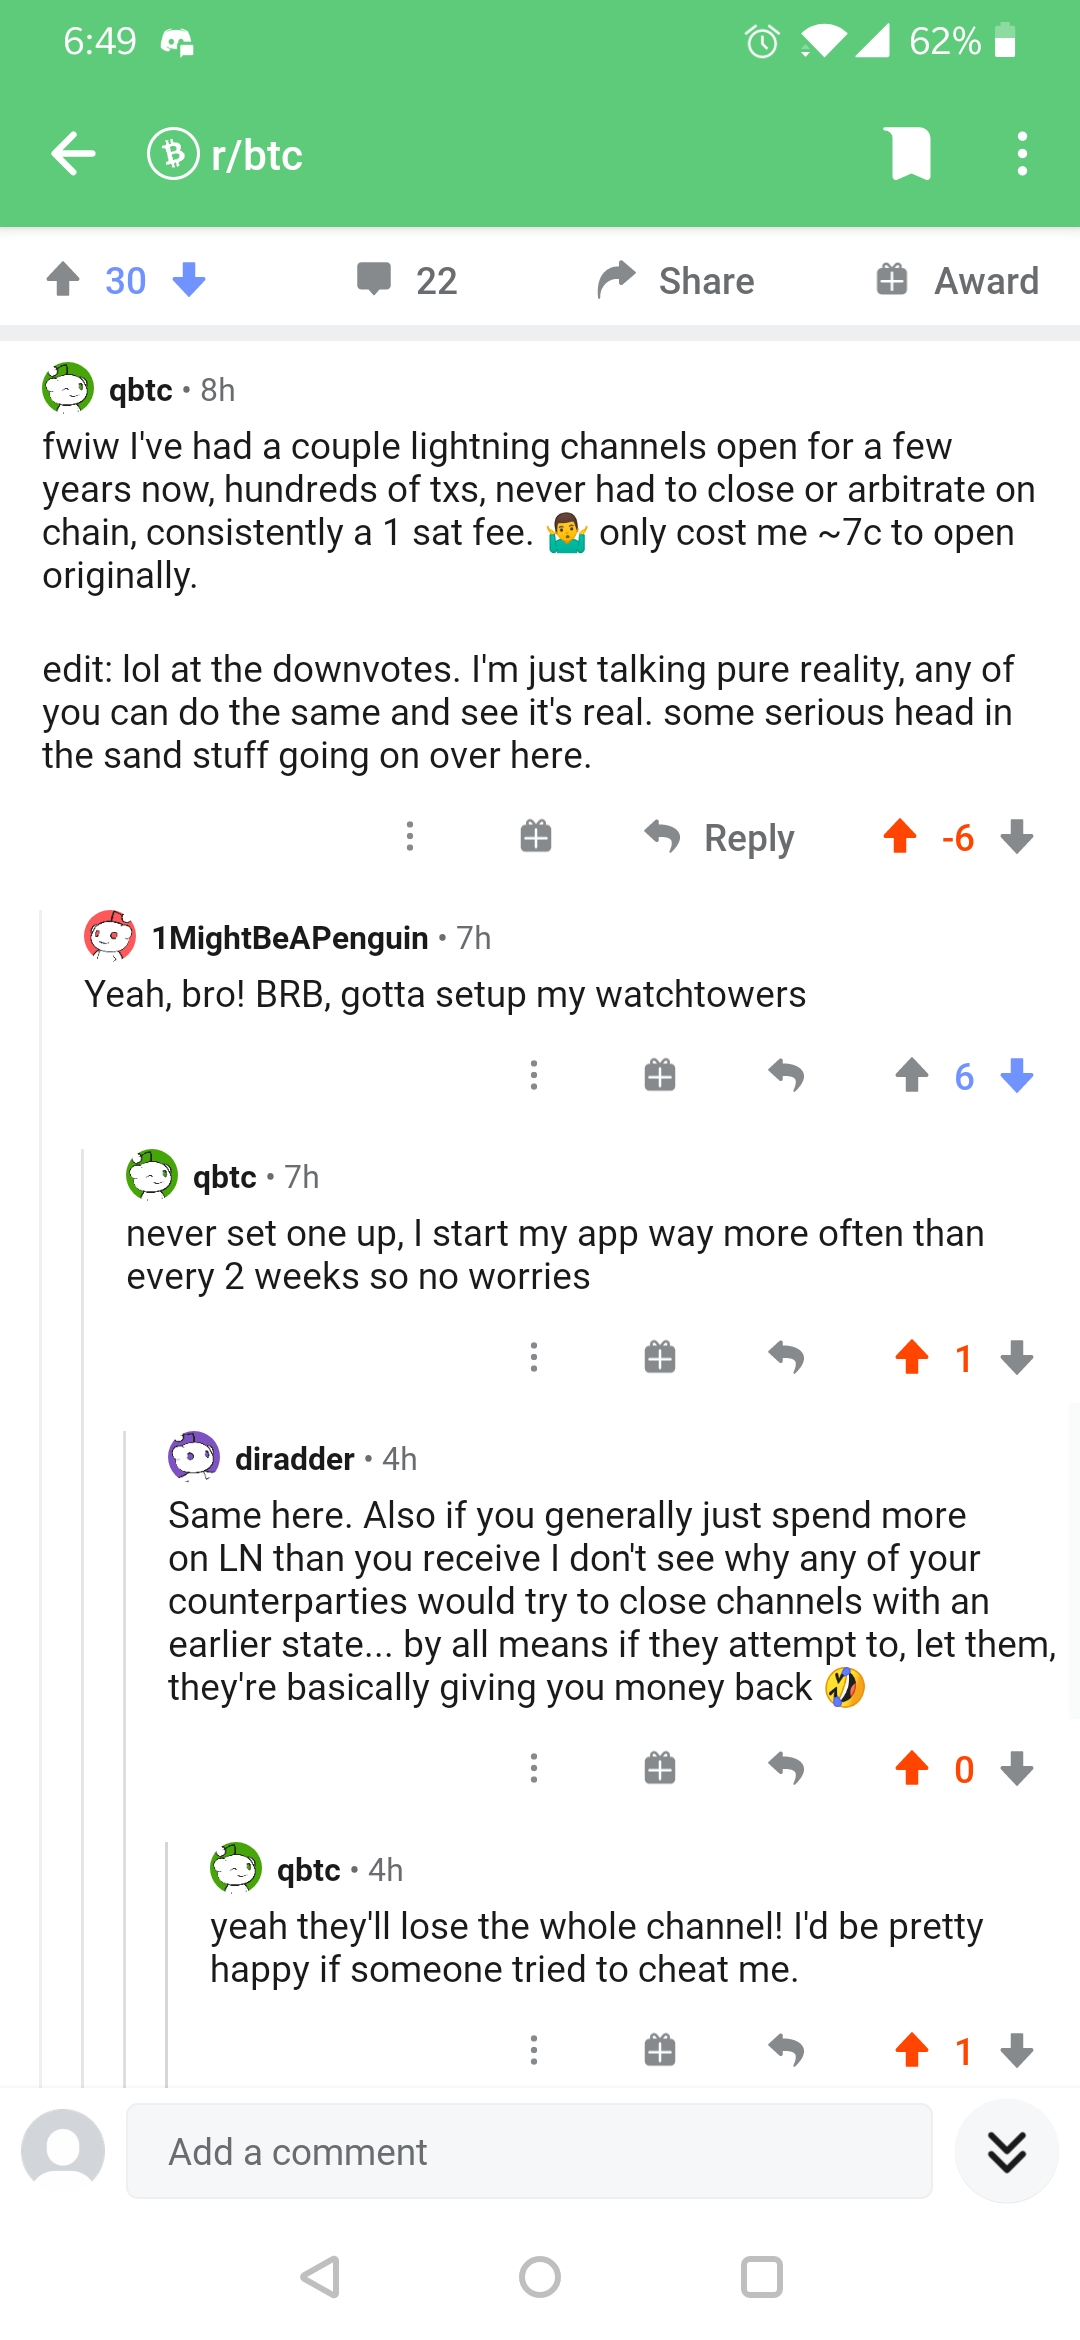 6:49 62%
r/btc
30 22 Share Award
qbtc • 8h
fwiw I've had a couple lightning channels open for a few
years now, hundreds of txs, never had to close or arbitrate on
chain, consistently a 1 sat fee. 🤷‍♂️ only cost me ~7c to open
originally.
edit: lol at the downvotes. I'm just talking pure reality, any of
you can do the same and see it's real. some serious head in
the sand stuff going on over here.
Reply -6
1MightBeAPenguin • 7h
Yeah, bro! BRB, gotta setup my watchtowers
6
qbtc • 7h
never set one up, I start my app way more often than
every 2 weeks so no worries
1
diradder • 4h
Same here. Also if you generally just spend more
on LN than you receive I don't see why any of your
counterparties would try to close channels with an
earlier state... by all means if they attempt to, let them,
they're basically giving you money back 🤣
0
qbtc • 4h
yeah they'll lose the whole channel! I'd be pretty
happy if someone tried to cheat me.
1
Add a comment